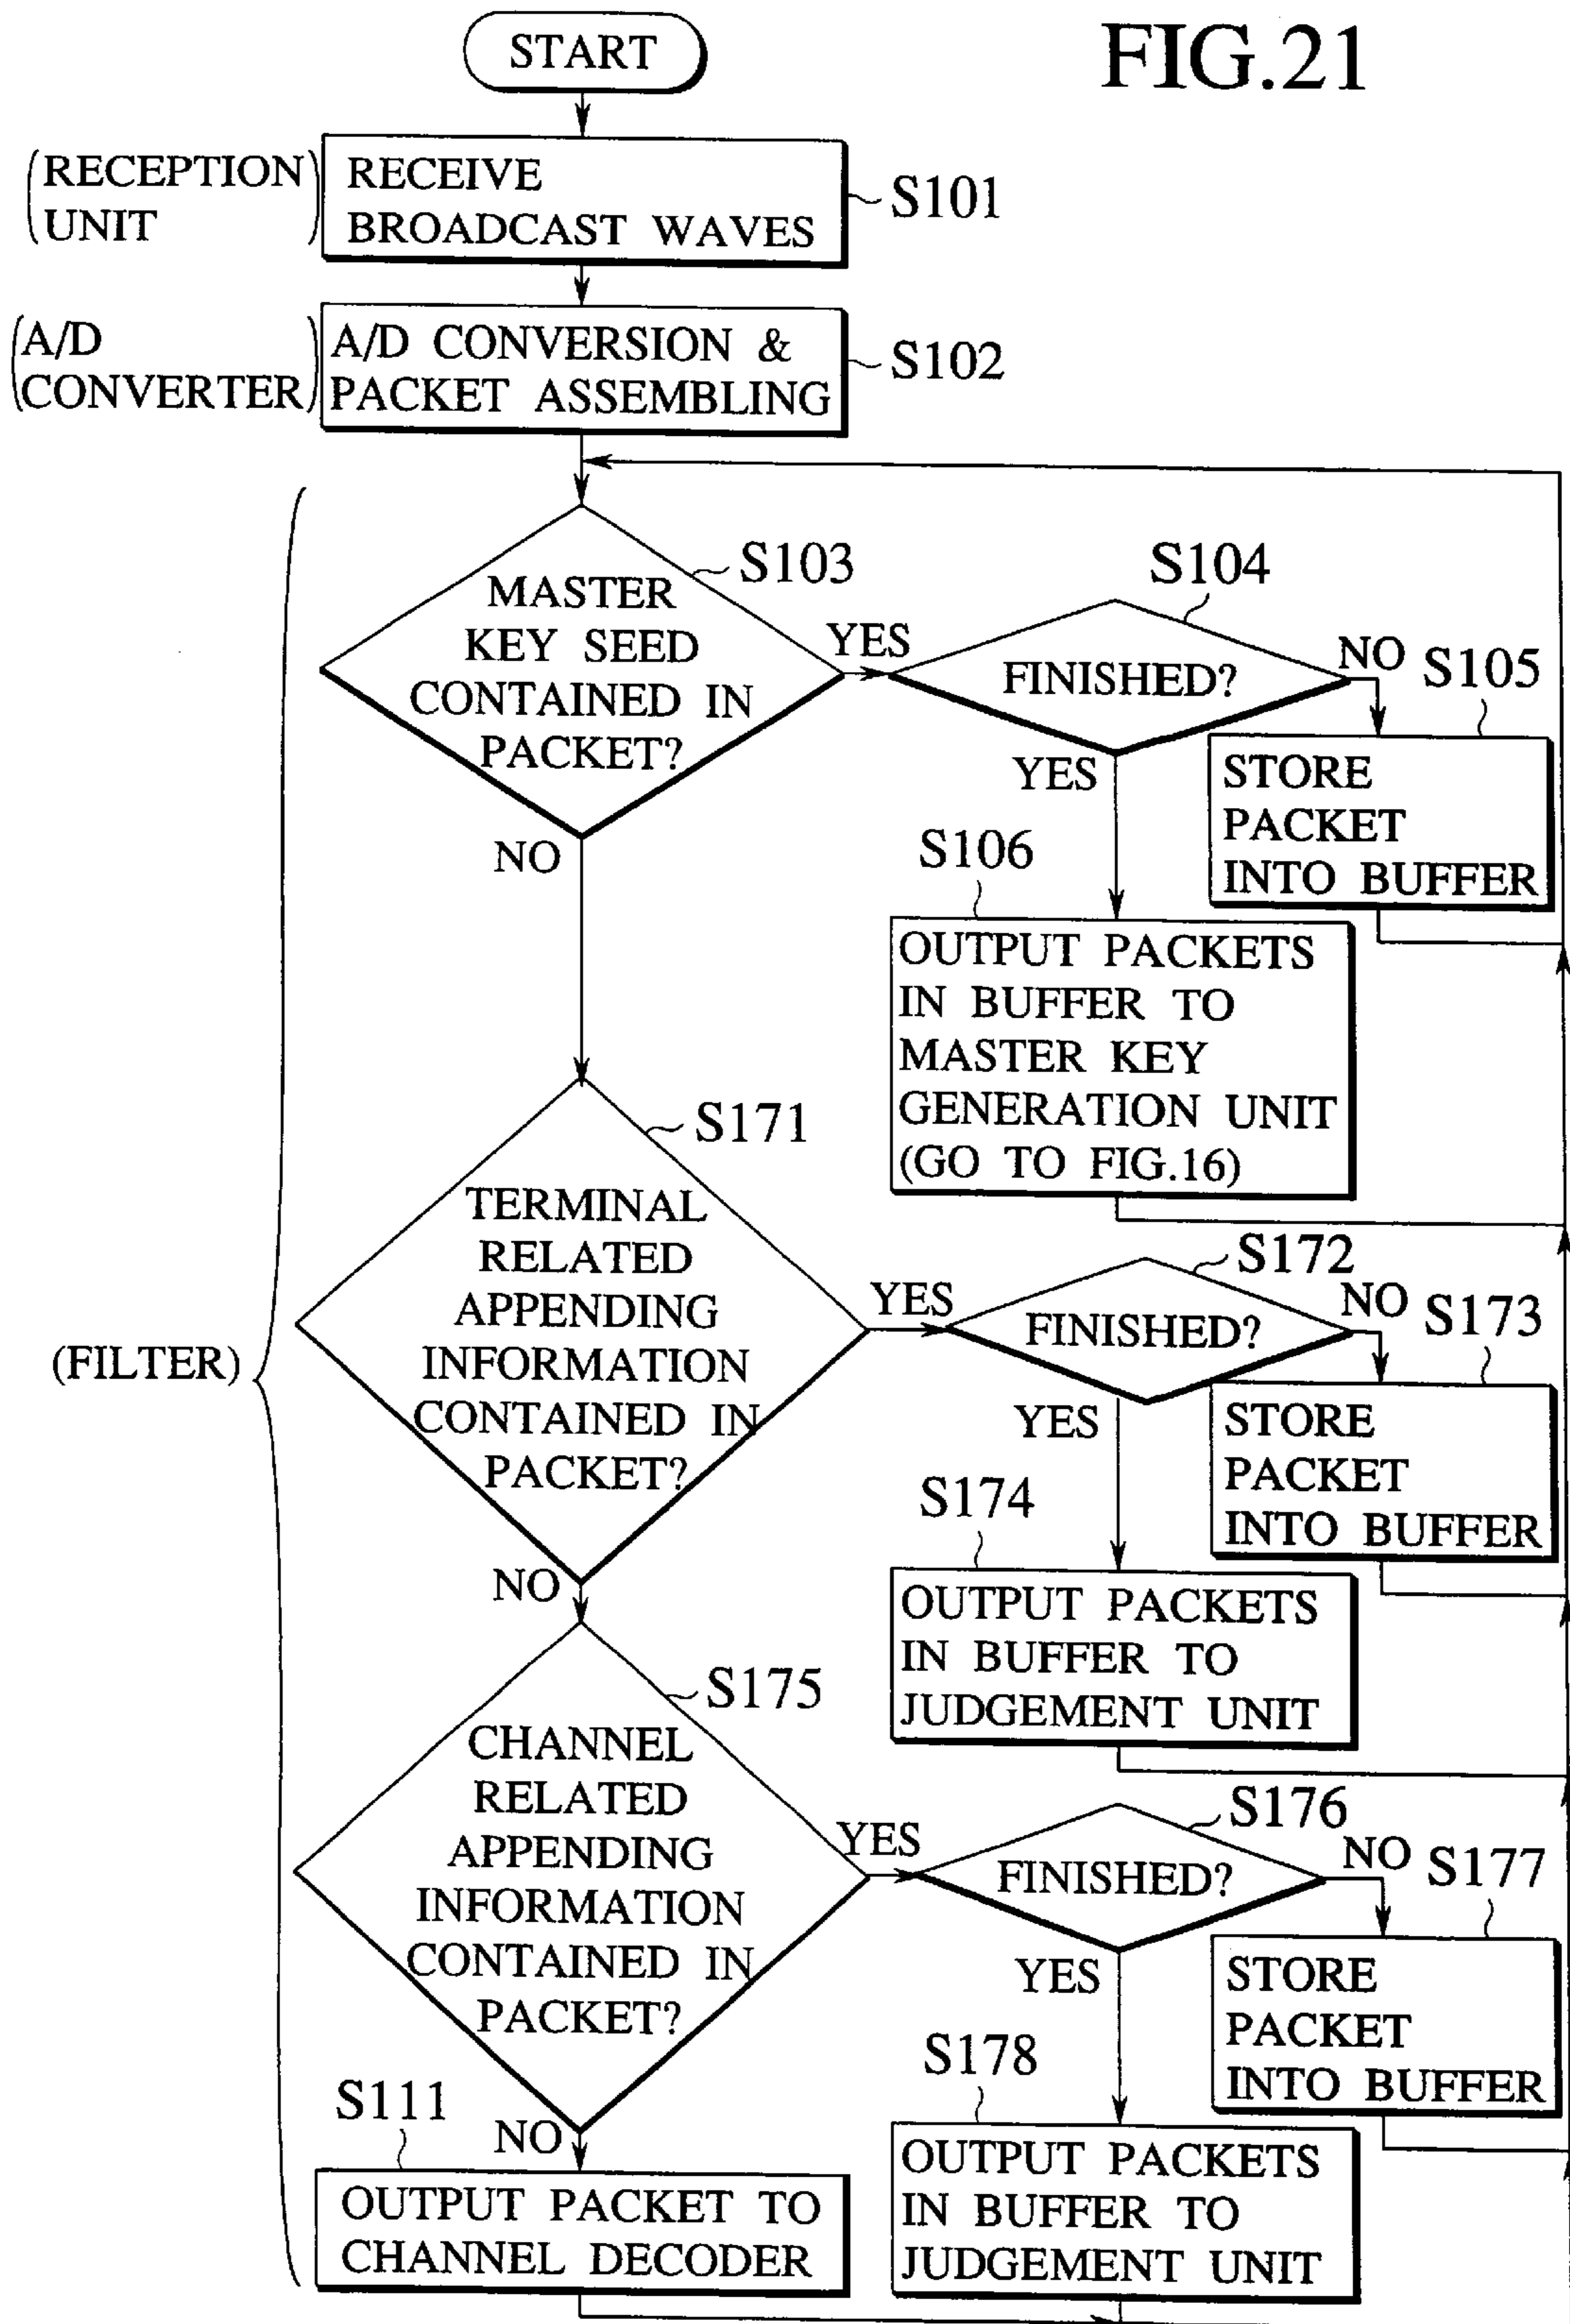 FIG.21
START
(RECEPTION
UNIT)
RECEIVE
BROADCAST WAVES
S101
(A/D
CONVERTER)
A/D CONVERSION &
PACKET ASSEMBLING
S102
MASTER
KEY SEED
CONTAINED IN
PACKET?
S103
YES
NO
FINISHED?
S104
NO
YES
S105
STORE
PACKET
INTO BUFFER
S106
OUTPUT PACKETS
IN BUFFER TO
MASTER KEY
GENERATION UNIT
(GO TO FIG.16)
(FILTER)
S171
TERMINAL
RELATED
APPENDING
INFORMATION
CONTAINED IN
PACKET?
YES
NO
S172
FINISHED?
NO
YES
S173
STORE
PACKET
INTO BUFFER
S174
OUTPUT PACKETS
IN BUFFER TO
JUDGEMENT UNIT
S175
CHANNEL
RELATED
APPENDING
INFORMATION
CONTAINED IN
PACKET?
YES
NO
S176
FINISHED?
NO
YES
S177
STORE
PACKET
INTO BUFFER
S178
OUTPUT PACKETS
IN BUFFER TO
JUDGEMENT UNIT
S111
OUTPUT PACKET TO
CHANNEL DECODER